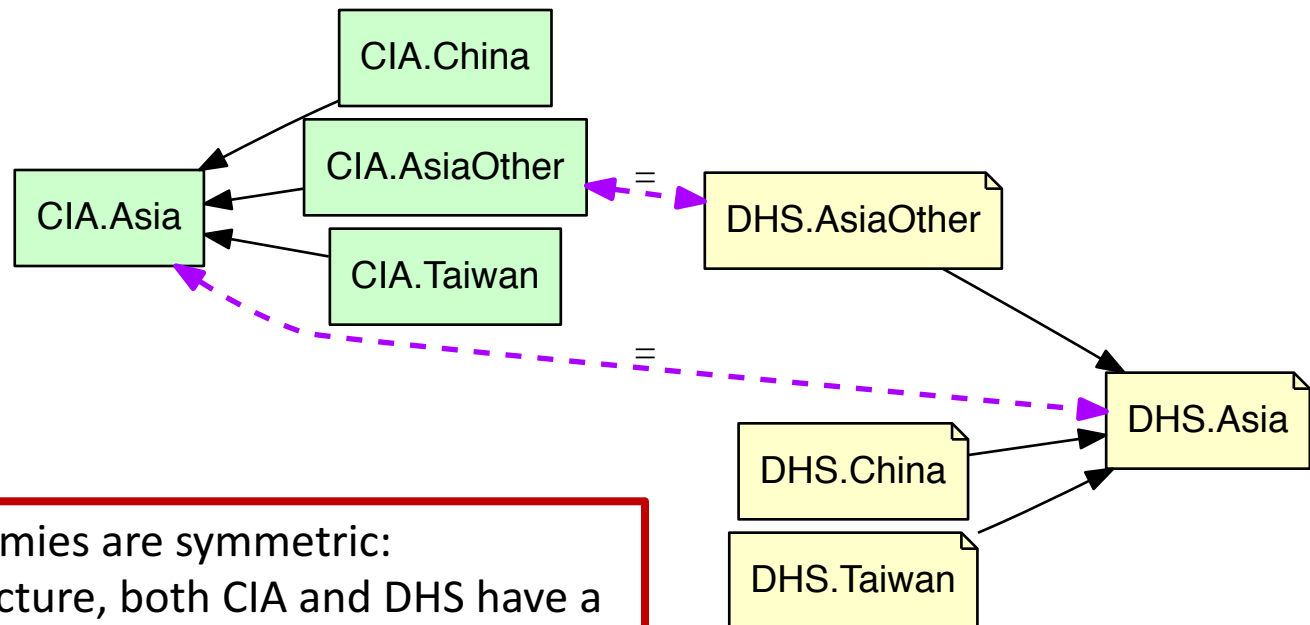 CIA.China
CIA.AsiaOther
CIA.Asia
CIA.Taiwan
=
DHS.AsiaOther
=
DHS.Asia
DHS.China
DHS.Taiwan
mies are symmetric:
cture, both CIA and DHS have a